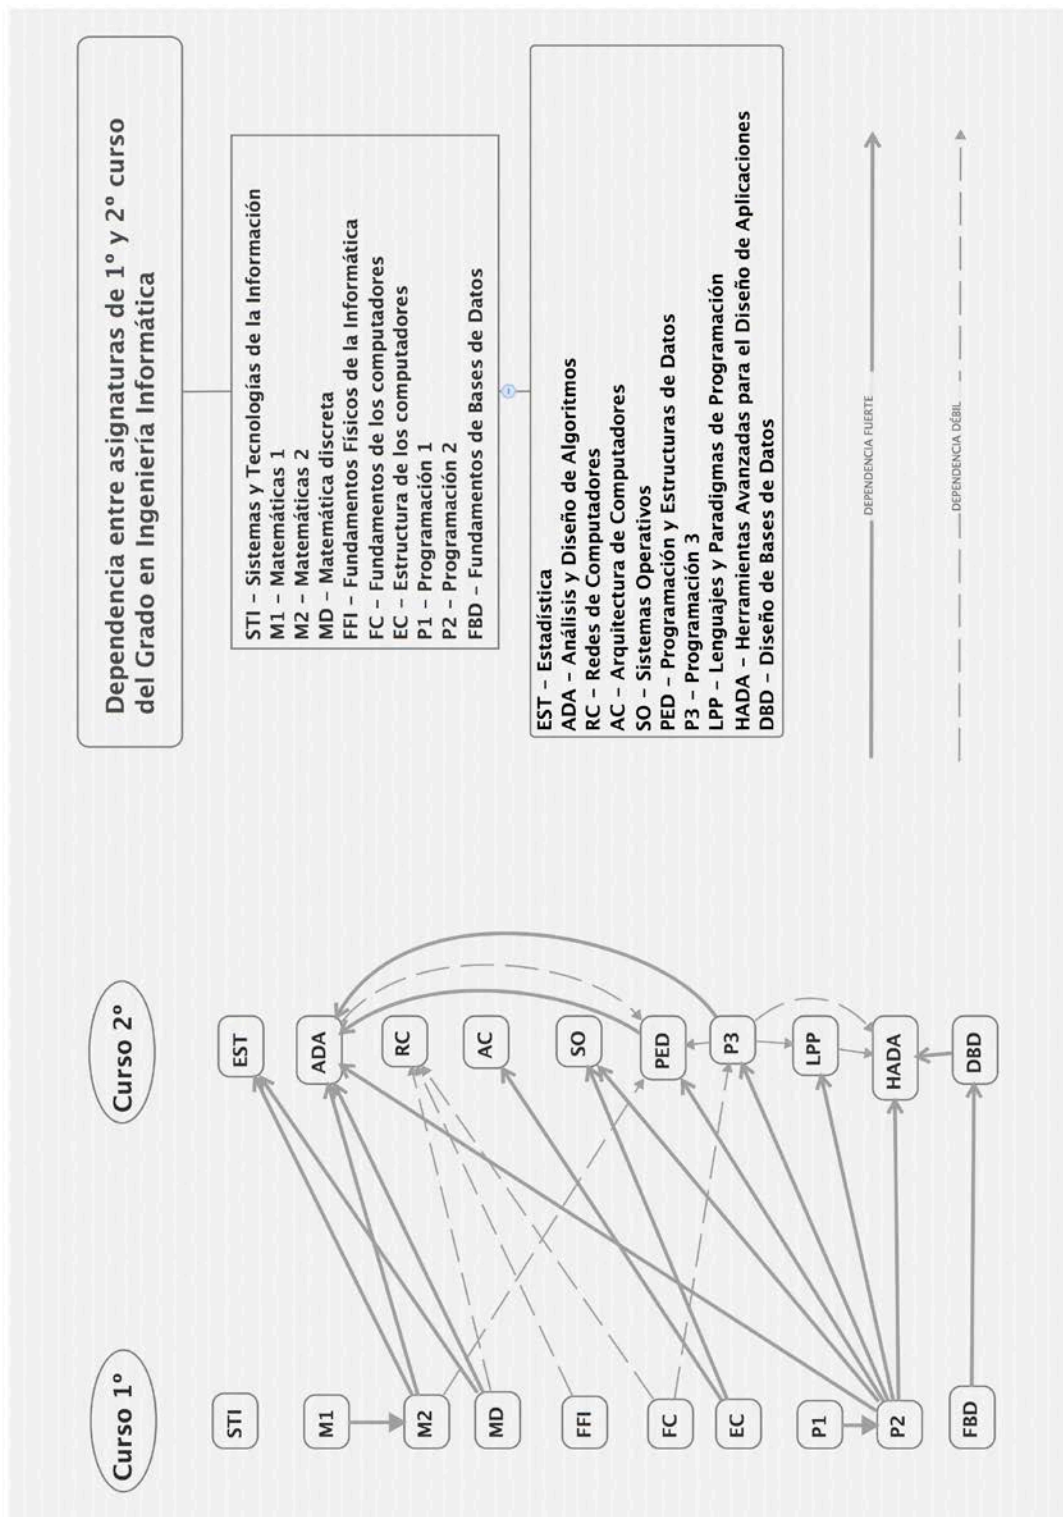 Dependencia entre asignaturas de 1º y 2º curso
del Grado en Ingeniería Informática
STI – Sistemas y Tecnologías de la Información
M1 – Matemáticas 1
M2 – Matemáticas 2
MD – Matemática discreta
FFI – Fundamentos Físicos de la Informática
FC – Fundamentos de los computadores
EC – Estructura de los computadores
P1 – Programación 1
P2 – Programación 2
FBD – Fundamentos de Bases de Datos
EST – Estadística
ADA – Análisis y Diseño de Algoritmos
RC – Redes de Computadores
AC – Arquitectura de Computadores
SO – Sistemas Operativos
PED – Programación y Estructuras de Datos
P3 – Programación 3
LPP – Lenguajes y Paradigmas de Programación
HADA – Herramientas Avanzadas para el Diseño de Aplicaciones
DBD – Diseño de Bases de Datos
DEPENDENCIA FUERTE
DEPENDENCIA DÉBIL
Curso 1º
STI
M1
M2
MD
FFI
FC
EC
P1
P2
FBD
Curso 2º
EST
ADA
RC
AC
SO
PED
P3
LPP
HADA
DBD